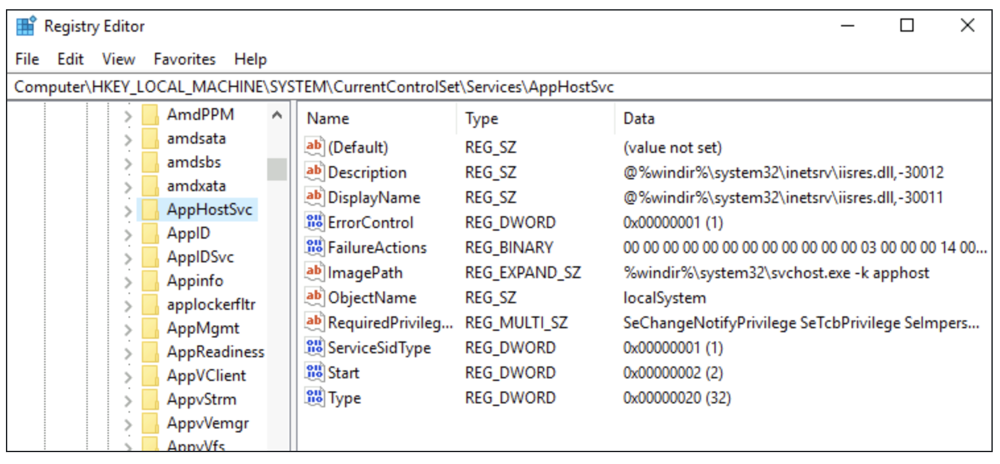 Registry Editor
File Edit View Favorites Help
Computer\HKEY_LOCAL_MACHINE\SYSTEM\CurrentControlSet\Services\AppHostSvc
AmdPPM
amdsata
amdsbs
amdxata
AppHostSvc
AppID
AppIDSvc
Appinfo
applockerfltr
AppMgmt
AppReadiness
AppVClient
AppvStrm
AppvVemgr
AppvVfs
Name Type Data
(Default) REG_SZ (value not set)
Description REG_SZ @%windir%\system32\inetsrv\iisres.dll,-30012
DisplayName REG_SZ @%windir%\system32\inetsrv\iisres.dll,-30011
ErrorControl REG_DWORD 0x00000001 (1)
FailureActions REG_BINARY 00 00 00 00 00 00 00 00 00 00 00 00 03 00 00 00 14 00...
ImagePath REG_EXPAND_SZ %windir%\system32\svchost.exe -k apphost
ObjectName REG_SZ localSystem
RequiredPrivileg... REG_MULTI_SZ SeChangeNotifyPrivilege SeTcbPrivilege SeImpers...
ServiceSidType REG_DWORD 0x00000001 (1)
Start REG_DWORD 0x00000002 (2)
Type REG_DWORD 0x00000020 (32)